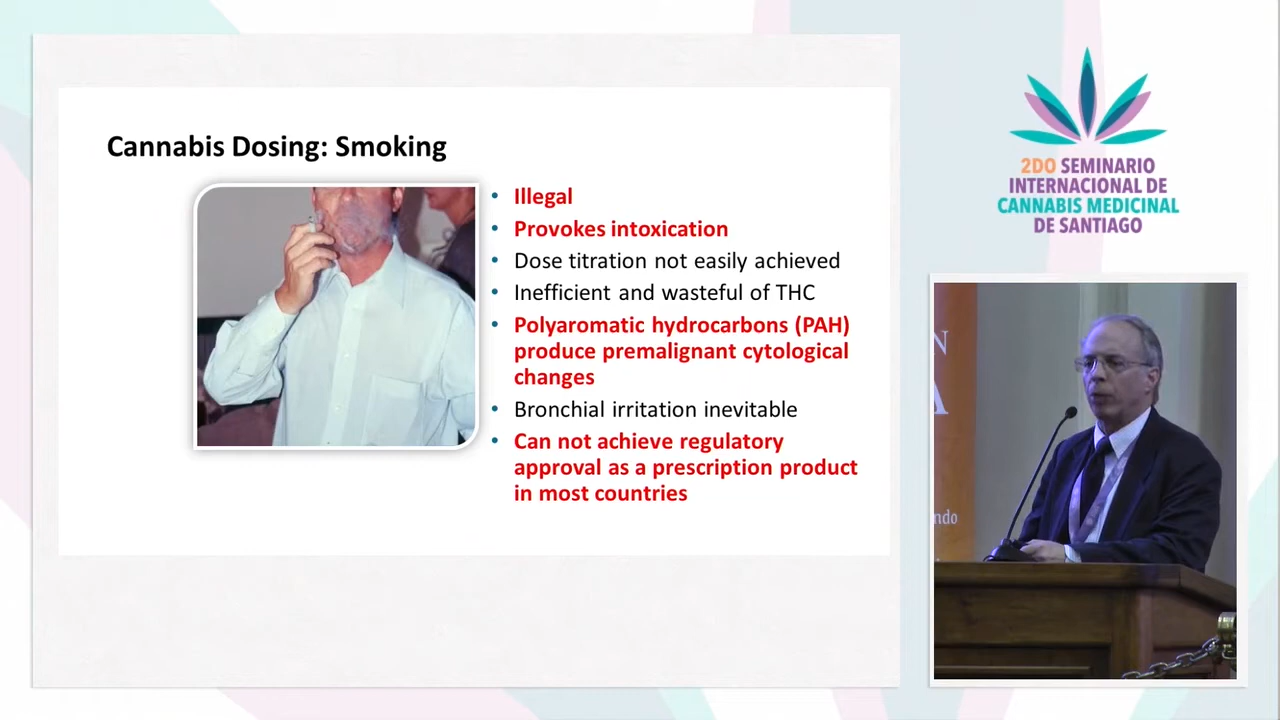 Cannabis Dosing: Smoking
• Illegal
• Provokes intoxication
• Dose titration not easily achieved
• Inefficient and wasteful of THC
• Polyaromatic hydrocarbons (PAH)
produce premalignant cytological
changes
• Bronchial irritation inevitable
• Can not achieve regulatory
approval as a prescription product
in most countries
2DO SEMINARIO
INTERNACIONAL DE
CANNABIS MEDICINAL
DE SANTIAGO
N
A
ndo